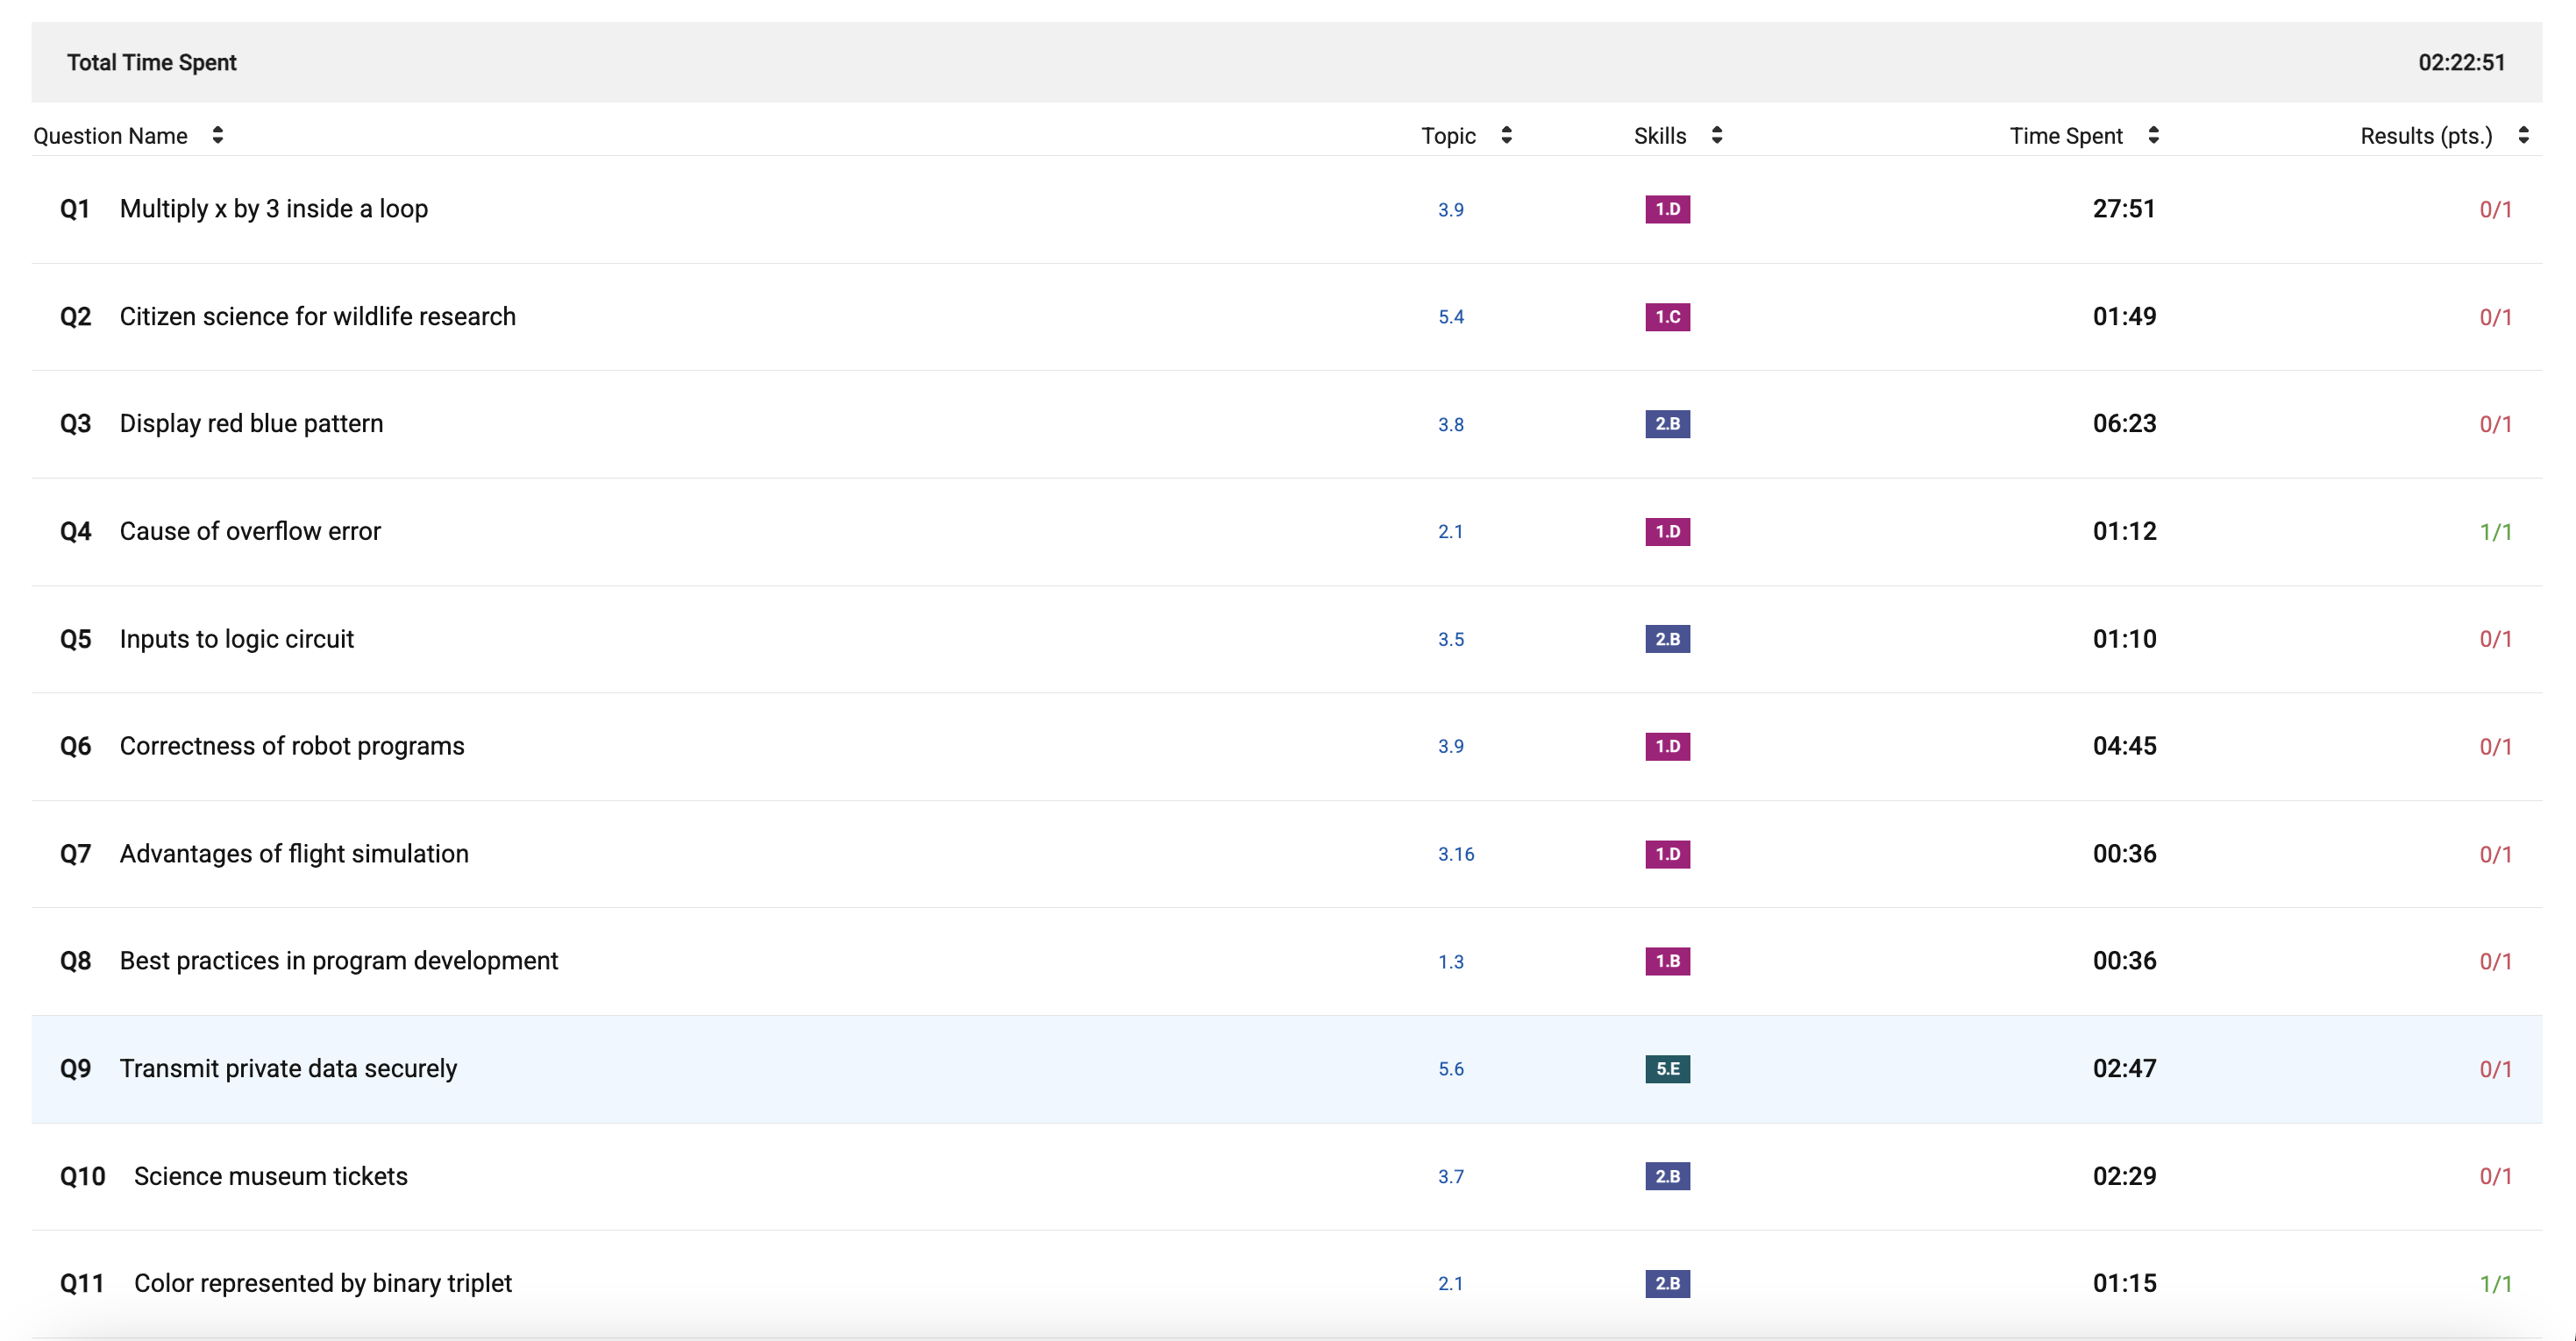 Total Time Spent 02:22:51
Question Name Topic Skills Time Spent Results (pts.)
Q1 Multiply x by 3 inside a loop 3.9 1.D 27:51 0/1
Q2 Citizen science for wildlife research 5.4 1.C 01:49 0/1
Q3 Display red blue pattern 3.8 2.B 06:23 0/1
Q4 Cause of overflow error 2.1 1.D 01:12 1/1
Q5 Inputs to logic circuit 3.5 2.B 01:10 0/1
Q6 Correctness of robot programs 3.9 1.D 04:45 0/1
Q7 Advantages of flight simulation 3.16 1.D 00:36 0/1
Q8 Best practices in program development 1.3 1.B 00:36 0/1
Q9 Transmit private data securely 5.6 5.E 02:47 0/1
Q10 Science museum tickets 3.7 2.B 02:29 0/1
Q11 Color represented by binary triplet 2.1 2.B 01:15 1/1